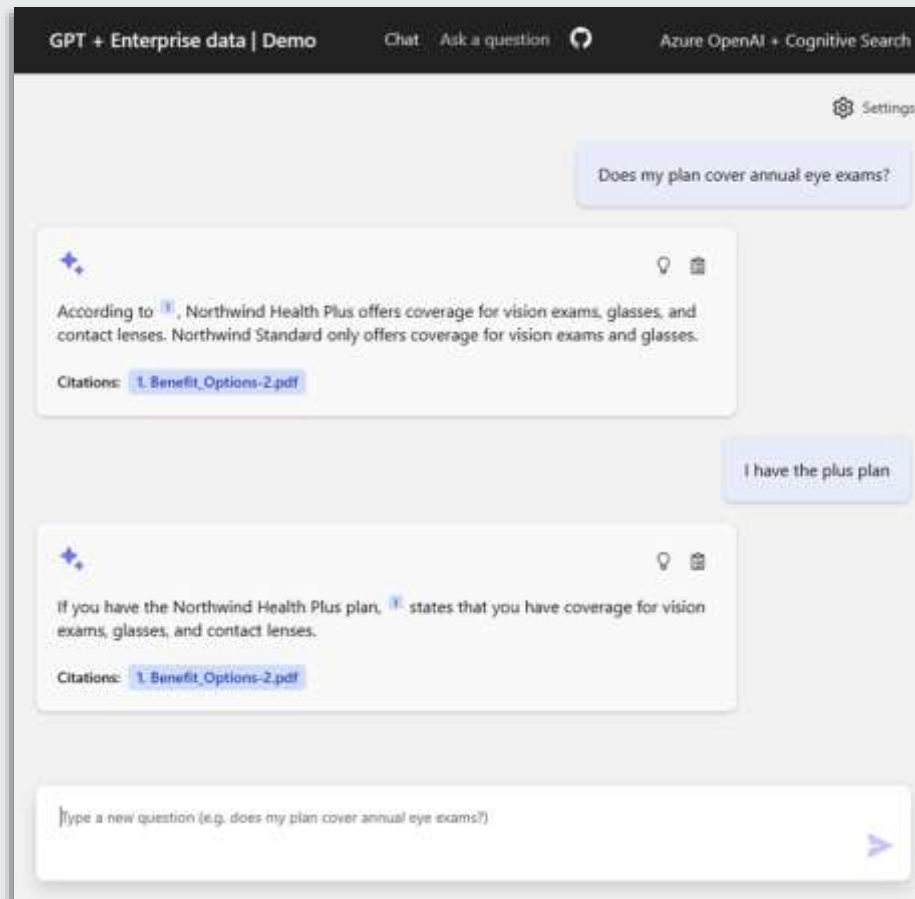 GPT + Enterprise data | Demo Chat Ask a question Azure OpenAI + Cognitive Search
Settings
Does my plan cover annual eye exams?
According to 1, Northwind Health Plus offers coverage for vision exams, glasses, and
contact lenses. Northwind Standard only offers coverage for vision exams and glasses.
Citations: 1. Benefit_Options-2.pdf
I have the plus plan
If you have the Northwind Health Plus plan, 1 states that you have coverage for vision
exams, glasses, and contact lenses.
Citations: 1. Benefit_Options-2.pdf
Type a new question (e.g. does my plan cover annual eye exams?)